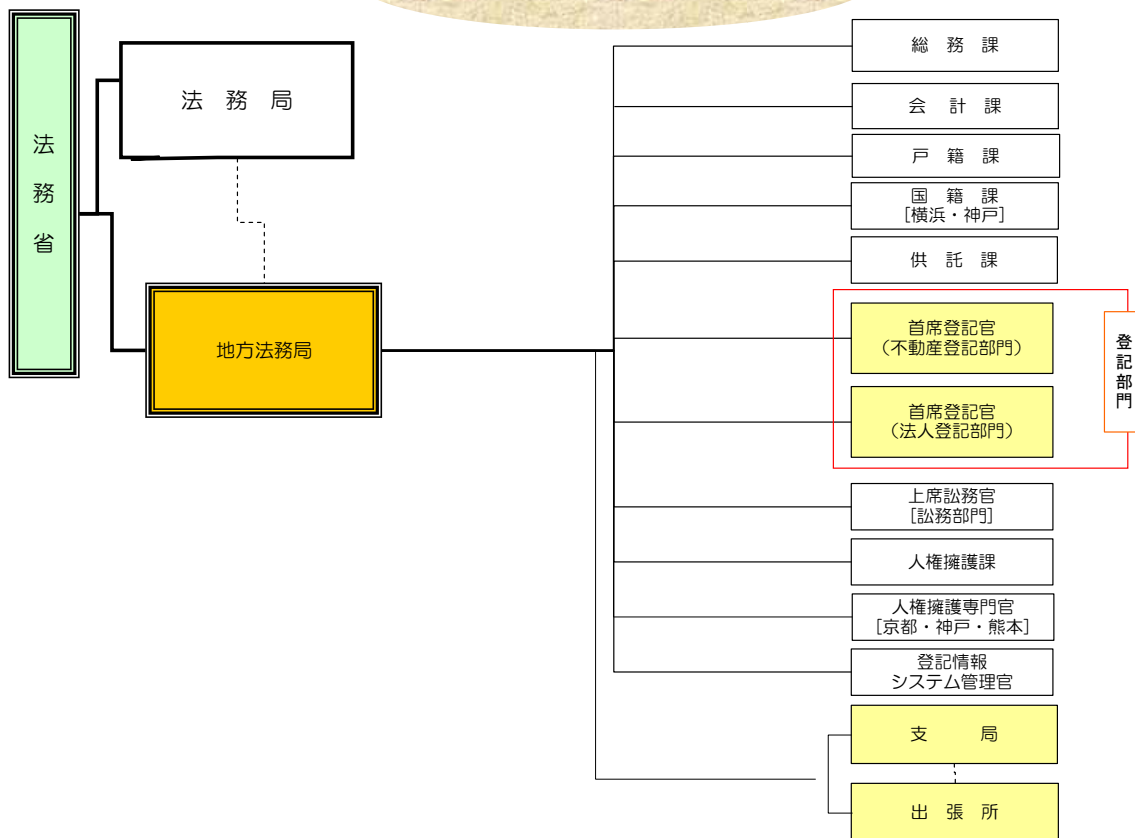 法務省
法　務　局
地方法務局
総　務　課
会　計　課
戸 籍 課
国　籍　課
[横浜・神戸]
供　託　課
首席登記官
（不動産登記部門）
首席登記官
（法人登記部門）
登記部門
上席訟務官
[訟務部門]
人権擁護課
人権擁護専門官
[京都・神戸・熊本]
登記情報
システム管理官
支　　　局
出　張　所